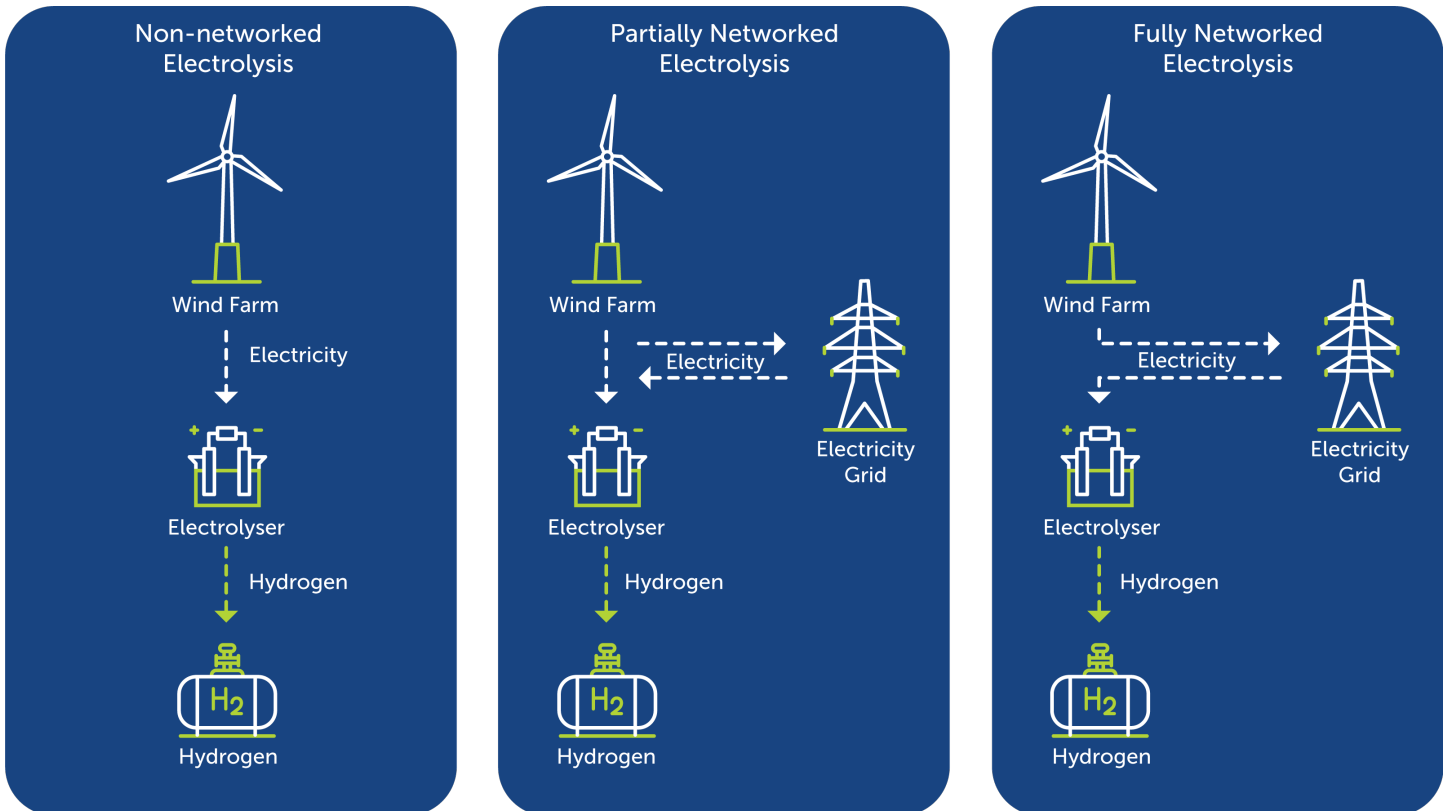 Non-networked
Electrolysis
Wind Farm
Electricity
+ -
Electrolyser
Hydrogen
H2
Hydrogen
Partially Networked
Electrolysis
Wind Farm
Electricity
Electricity
Grid
+ -
Electrolyser
Hydrogen
H2
Hydrogen
Fully Networked
Electrolysis
Wind Farm
Electricity
Electricity
Grid
+ -
Electrolyser
Hydrogen
H2
Hydrogen